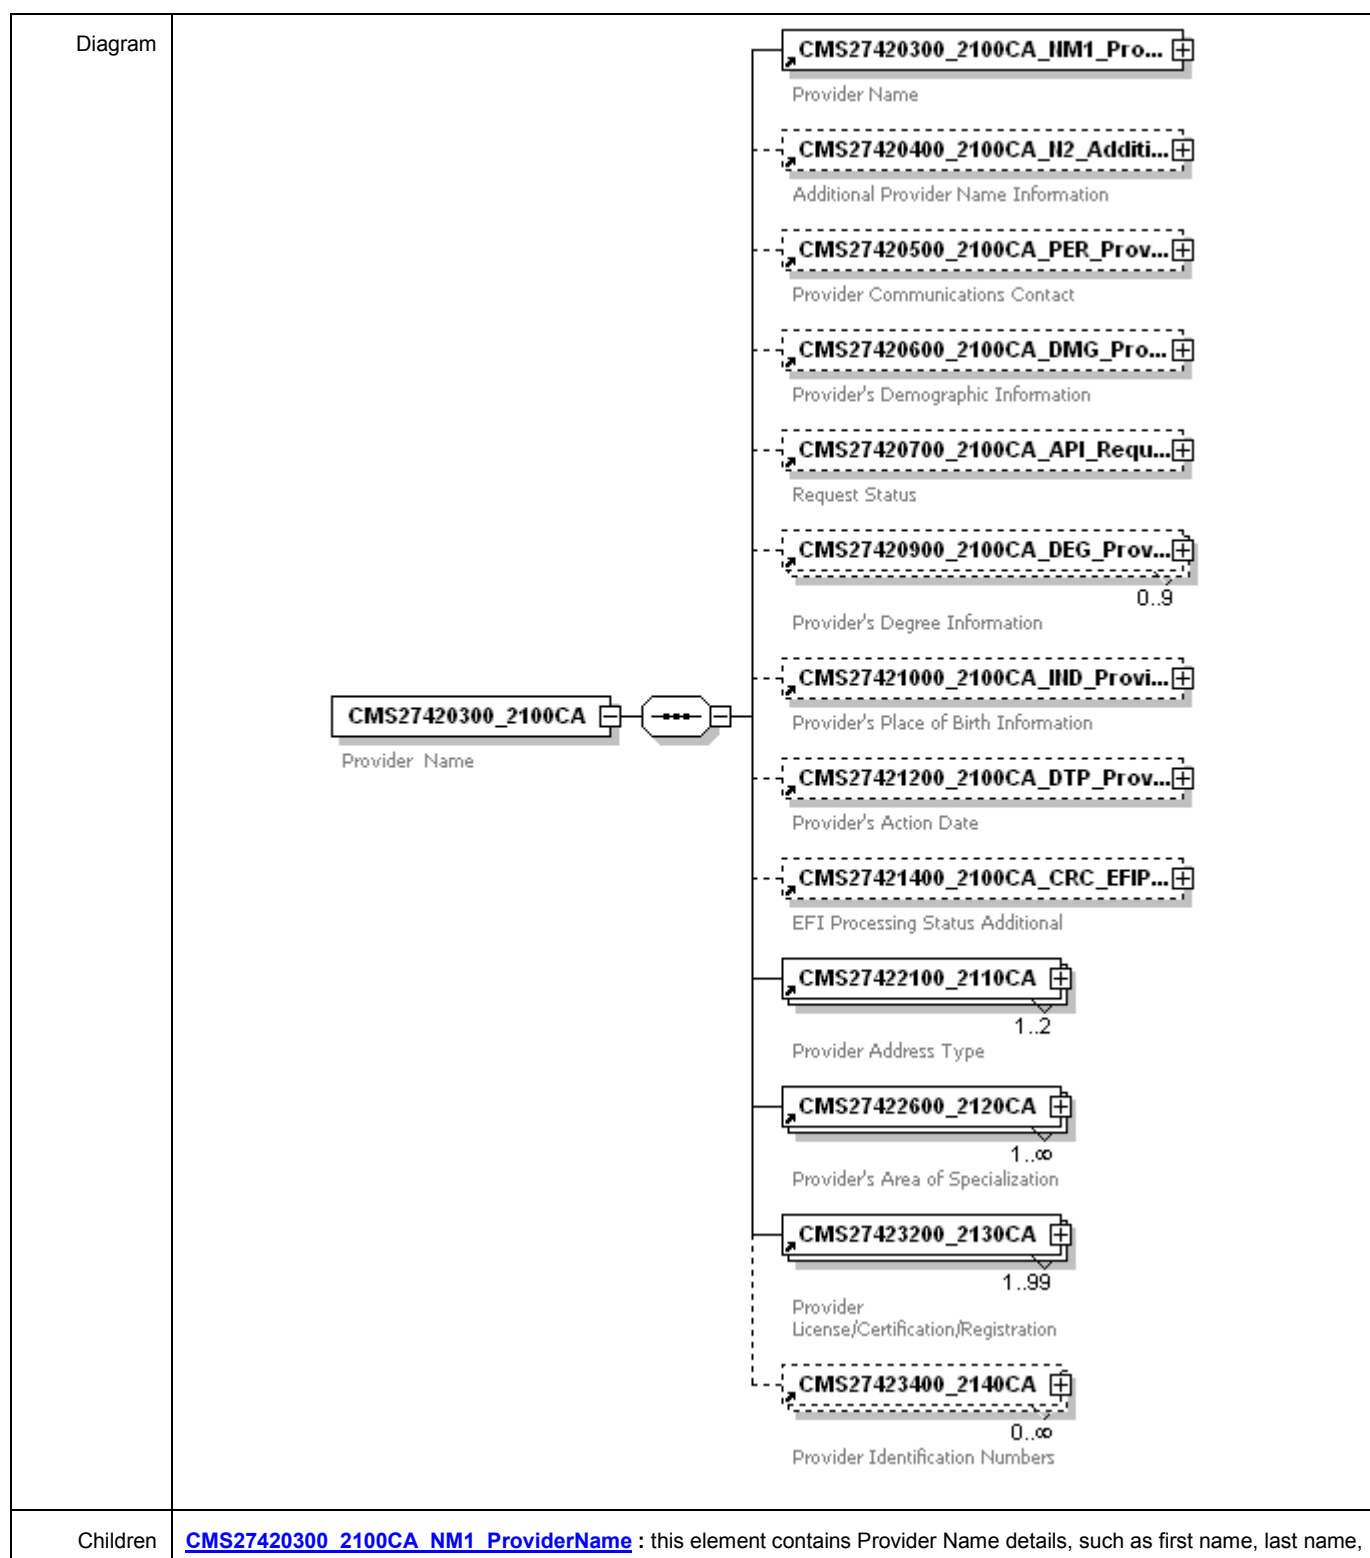 Diagram
CMS27420300_2100CA_NM1_Pro...
Provider Name
CMS27420400_2100CA_N2_Additi...
Additional Provider Name Information
CMS27420500_2100CA_PER_Prov...
Provider Communications Contact
CMS27420600_2100CA_DMG_Pro...
Provider's Demographic Information
CMS27420700_2100CA_API_Requ...
Request Status
CMS27420900_2100CA_DEG_Prov...
0..9
Provider's Degree Information
CMS27421000_2100CA_IND_Provi...
Provider's Place of Birth Information
CMS27420300_2100CA
Provider Name
CMS27421200_2100CA_DTP_Prov...
Provider's Action Date
CMS27421400_2100CA_CRC_EFIP...
EFI Processing Status Additional
CMS27422100_2110CA
1..2
Provider Address Type
CMS27422600_2120CA
1..∞
Provider's Area of Specialization
CMS27423200_2130CA
1..99
Provider
License/Certification/Registration
CMS27423400_2140CA
0..∞
Provider Identification Numbers
Children CMS27420300_2100CA_NM1_ProviderName : this element contains Provider Name details, such as first name, last name,